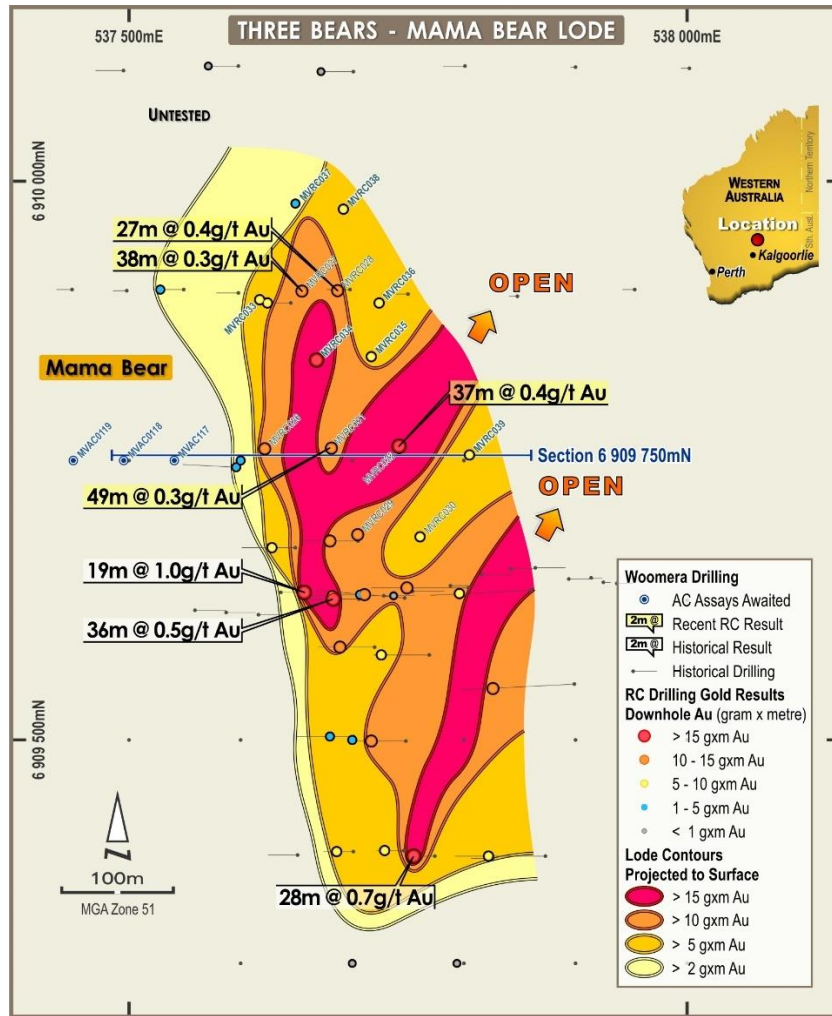 537 500mE
THREE BEARS - MAMA BEAR LODE
538 000mE
UNTESTED
6 910 000mN
Northern Territory
WESTERN
AUSTRALIA
Location
Sth. Aust.
Kalgoorlie
Perth
MVRC037
MVRC038
27m @ 0.4g/t Au
38m @ 0.3g/t Au
MVRC028
MVRC036
OPEN
MVRC033
MVRC034
MVRC035
Mama Bear
37m @ 0.4g/t Au
MVAC0119
MVAC0118
MVAC117
MVRC039
Section 6 909 750mN
49m @ 0.3g/t Au
OPEN
MVRC030
19m @ 1.0g/t Au
36m @ 0.5g/t Au
6 909 500mN
28m @ 0.7g/t Au
N
100m
MGA Zone 51
Woomera Drilling
AC Assays Awaited
2m @ Recent RC Result
2m @ Historical Result
Historical Drilling
RC Drilling Gold Results
Downhole Au (gram x metre)
> 15 gxm Au
10 - 15 gxm Au
5 - 10 gxm Au
1 - 5 gxm Au
< 1 gxm Au
Lode Contours
Projected to Surface
> 15 gxm Au
> 10 gxm Au
> 5 gxm Au
> 2 gxm Au